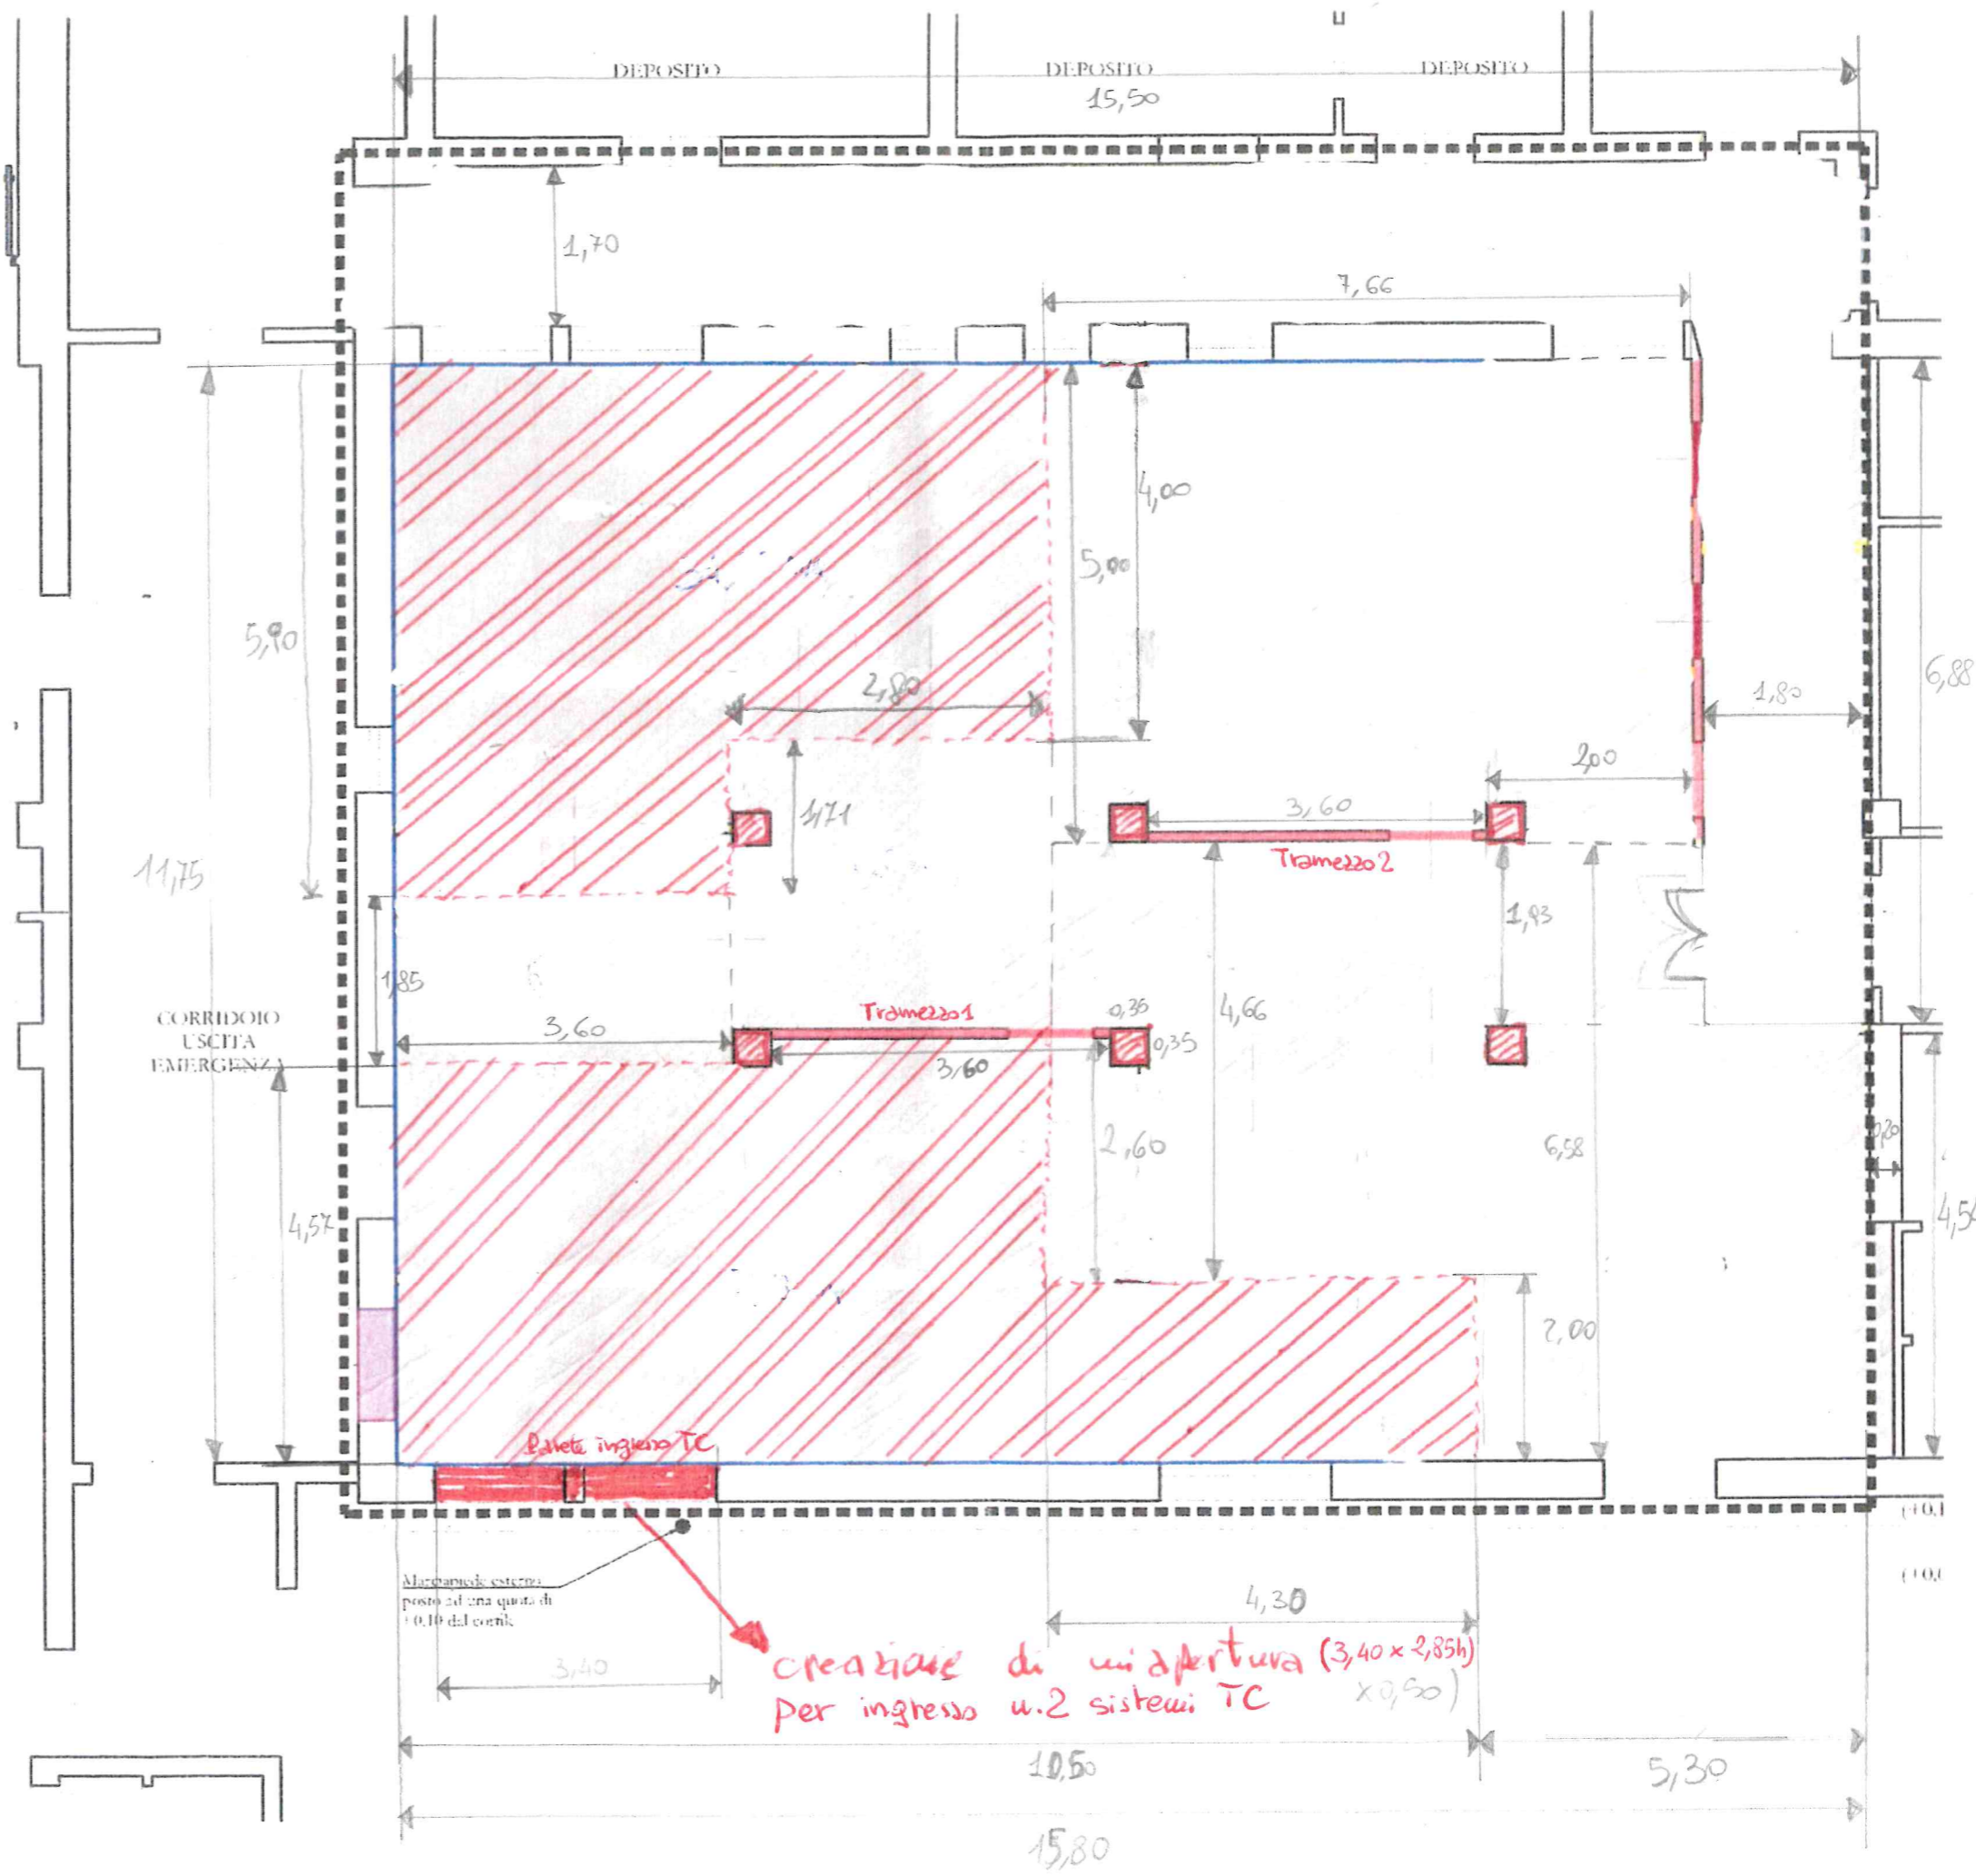 DEPOSITO
DEPOSITO
DEPOSITO
15,50
1,70
7,66
4,00
5,00
5,90
2,80
6,88
1,80
2,00
1,71
3,60
Tramezzo 2
11,75
1,93
1,85
CORRIDOIO
USCITA
EMERGENZA
3,60
Tramezzo 1
0,35
0,35
4,66
3,60
2,60
6,58
0,20
4,57
2,00
Parete ingresso TC
Marciapiede esterno
posto ad una quota di
+0.10 dal cortile
4,30
3,40
creazione di un'apertura (3,40 x 2,85h)
x 0,50)
per ingresso n.2 sistemi TC
10,50
5,30
15,80